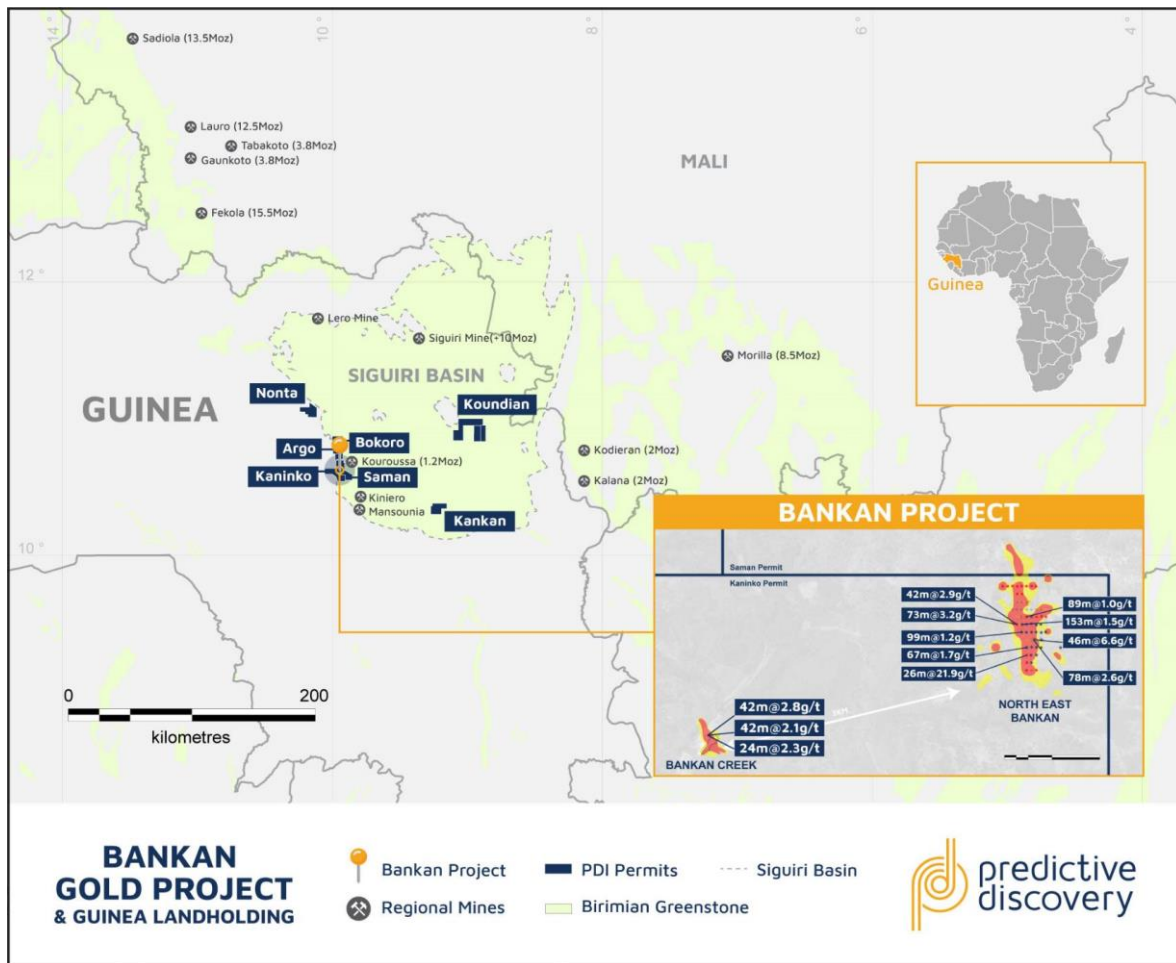 14 °
10 °
8 °
6 °
4 °
Sadiola (13.5Moz)
Lauro (12.5Moz)
Tabakoto (3.8Moz)
Gaunkoto (3.8Moz)
MALI
Fekola (15.5Moz)
12 °
Guinea
Lero Mine
Siguiri Mine(+10Moz)
Morilla (8.5Moz)
SIGUIRI BASIN
Nonta
GUINEA
Koundian
Bokoro
Argo
Kouroussa (1.2Moz)
Kodieran (2Moz)
Kaninko
Saman
Kalana (2Moz)
Kiniero
Mansounia
Kankan
10 °
BANKAN PROJECT
Saman Permit
Kaninko Permit
42m@2.9g/t
89m@1.0g/t
73m@3.2g/t
153m@1.5g/t
99m@1.2g/t
46m@6.6g/t
67m@1.7g/t
26m@21.9g/t
78m@2.6g/t
NORTH EAST
BANKAN
42m@2.8g/t
42m@2.1g/t
24m@2.3g/t
BANKAN CREEK
0 200
kilometres
BANKAN
GOLD PROJECT
& GUINEA LANDHOLDING
Bankan Project
PDI Permits
Siguiri Basin
Regional Mines
Birimian Greenstone
predictive
discovery